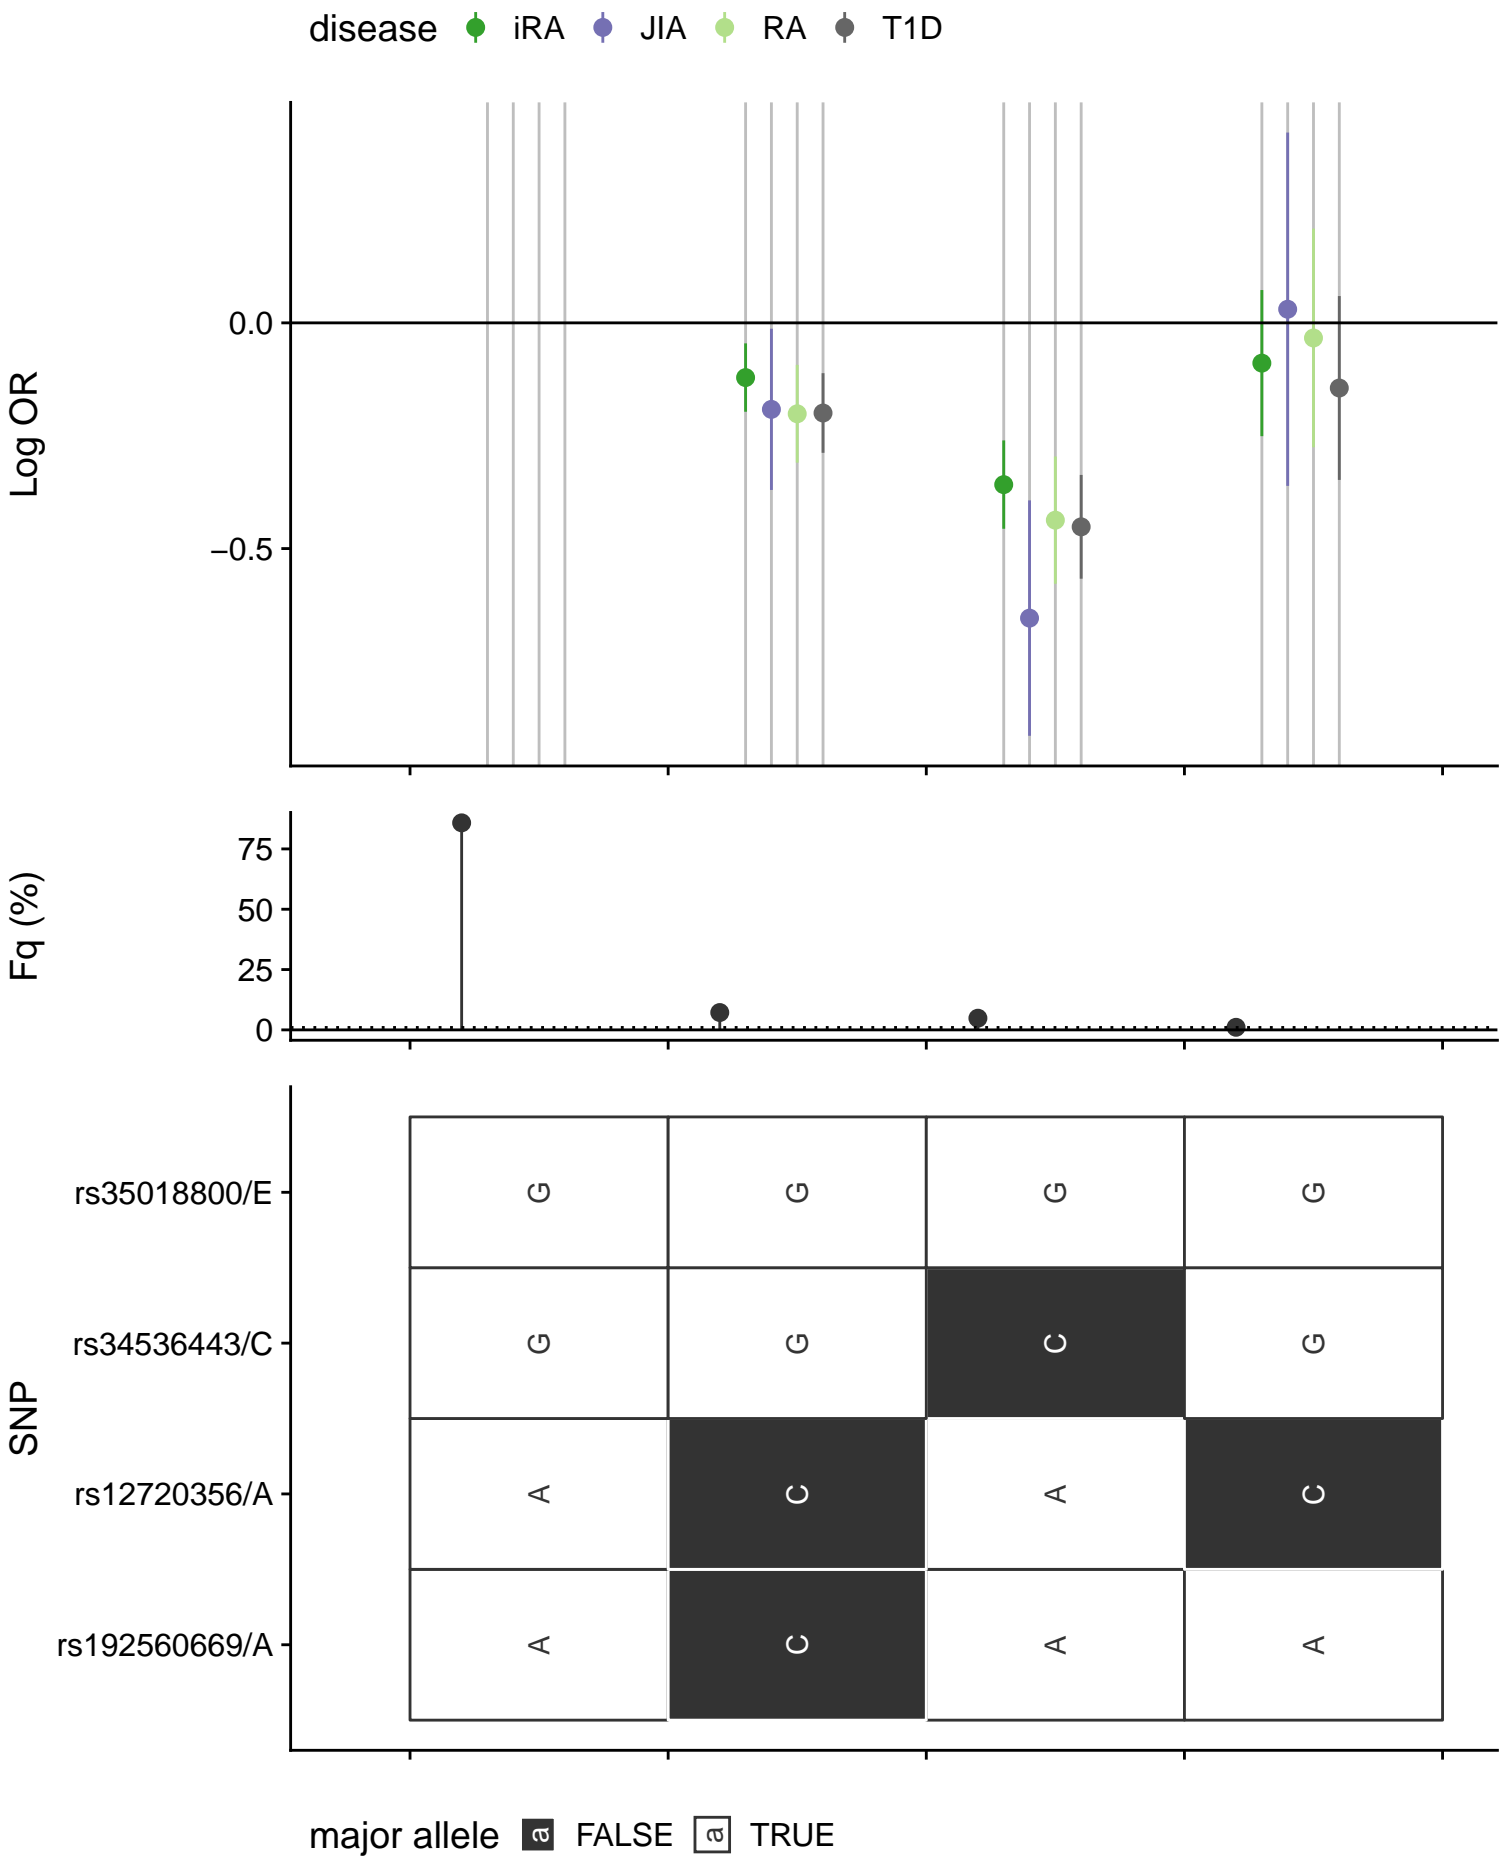 disease iRA JIA RA T1D
Log OR
0.0
−0.5
Fq (%)
75
50
25
0
SNP
rs35018800/E G G G G
rs34536443/C G G C G
rs12720356/A A C A C
rs192560669/A A C A A
major allele a FALSE a TRUE